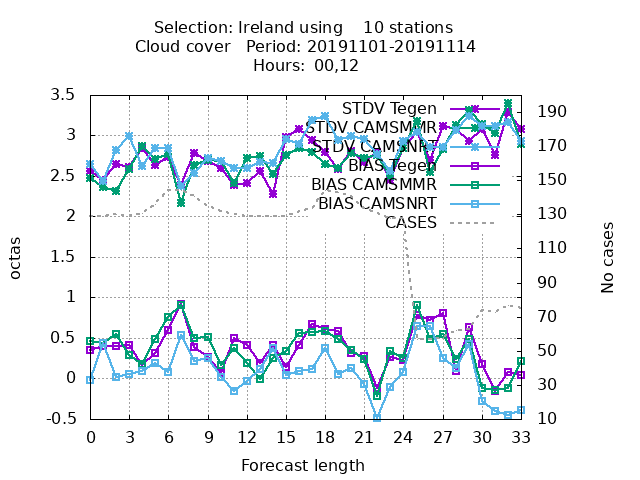 Selection: Ireland using 10 stations
Cloud cover Period: 20191101-20191114
Hours: 00,12
3.5
3
2.5
2
1.5
1
0.5
0
-0.5
octas
STDV Tegen
STDV CAMSMMR
STDV CAMSNRT
BIAS Tegen
BIAS CAMSMMR
BIAS CAMSNRT
CASES
190
170
150
130
110
90
70
50
30
10
No cases
0 3 6 9 12 15 18 21 24 27 30 33
Forecast length